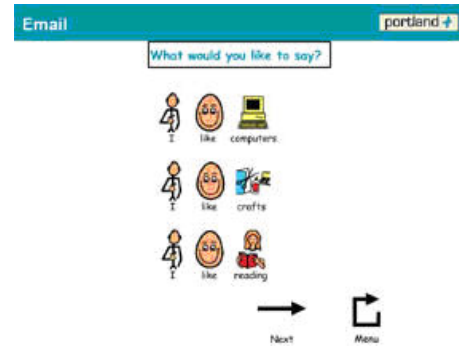 Email
portland
What would you like to say?
I like computers
I like crafts
I like reading
Next Menu